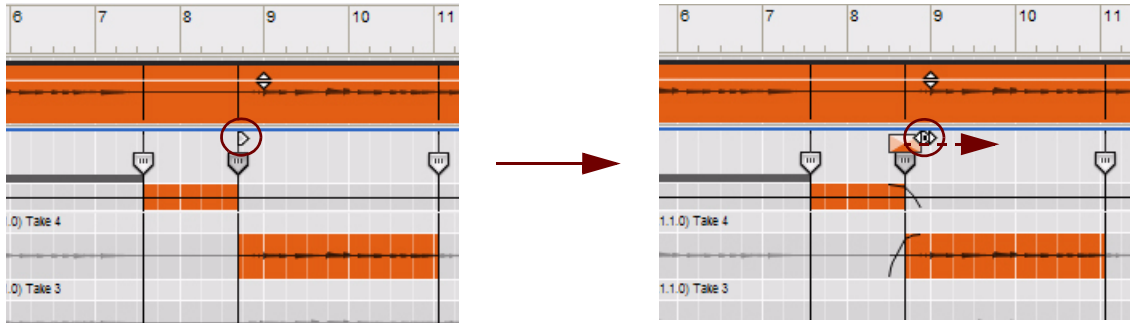 6 7 8 9 10 11
.0) Take 4
.0) Take 3
6 7 8 9 10 11
1.1.0) Take 4
1.1.0) Take 3